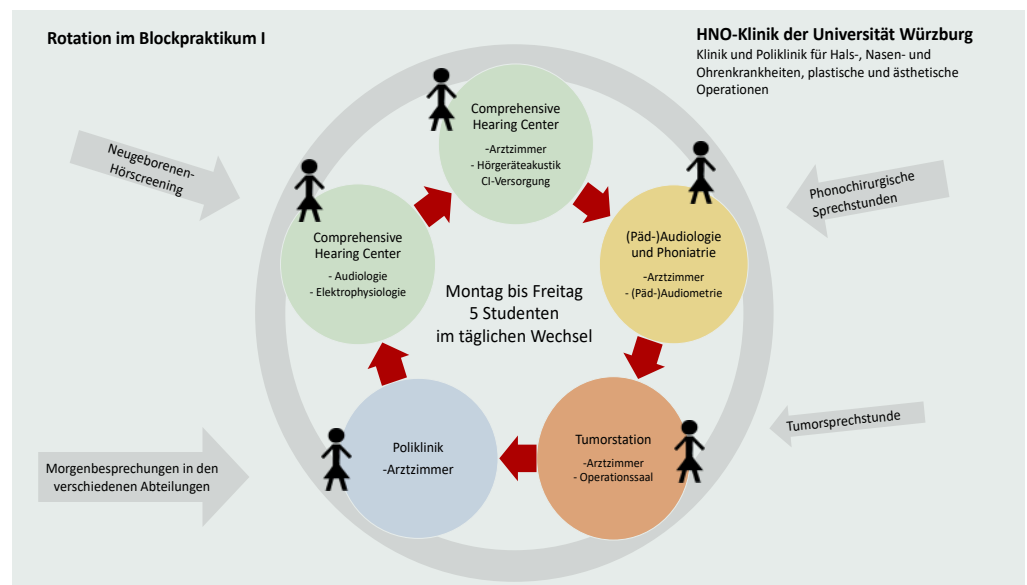 Rotation im Blockpraktikum I
HNO-Klinik der Universität Würzburg
Klinik und Poliklinik für Hals-, Nasen- und
Ohrenkrankheiten, plastische und ästhetische
Operationen
Comprehensive
Hearing Center
-Arztzimmer
- Hörgeräteakustik
CI-Versorgung
Neugeborenen-
Hörscreening
Phonochirurgische
Sprechstunden
Comprehensive
Hearing Center
- Audiologie
- Elektrophysiologie
(Päd-)Audiologie
und Phoniatrie
-Arztzimmer
- (Päd-)Audiometrie
Montag bis Freitag
5 Studenten
im täglichen Wechsel
Tumorsprechstunde
Tumorstation
-Arztzimmer
- Operationssaal
Poliklinik
-Arztzimmer
Morgenbesprechungen in den
verschiedenen Abteilungen